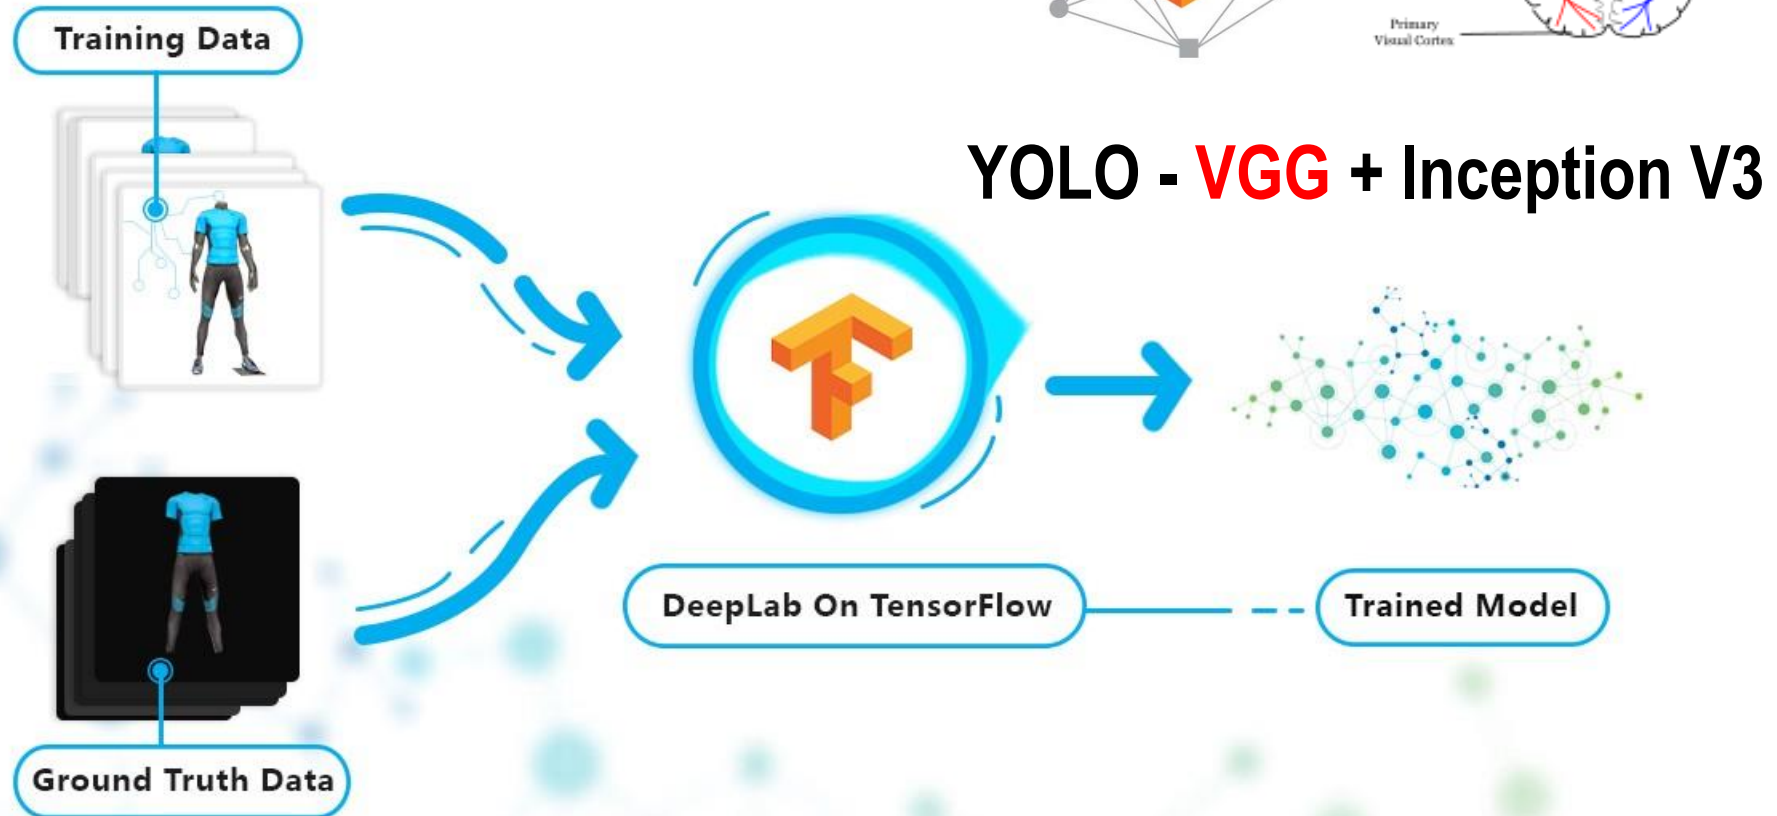 Training Data
Primary
Visual Cortex
YOLO - VGG + Inception V3
DeepLab On TensorFlow
Trained Model
Ground Truth Data